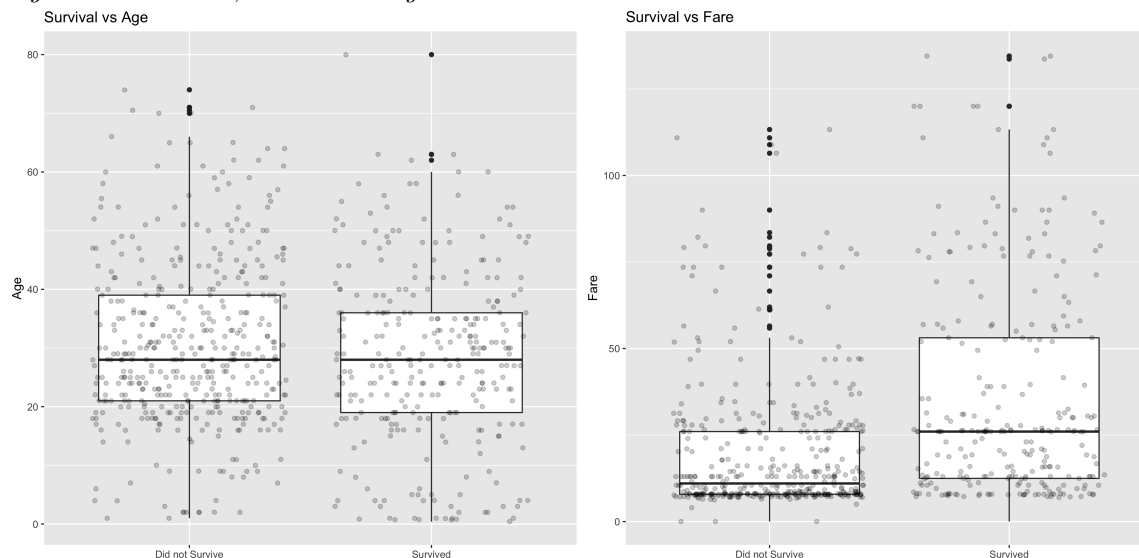 Survival vs Age
80
60
40
20
0
Age
Did not Survive
Survived
Survival vs Fare
100
50
0
Fare
Did not Survive
Survived